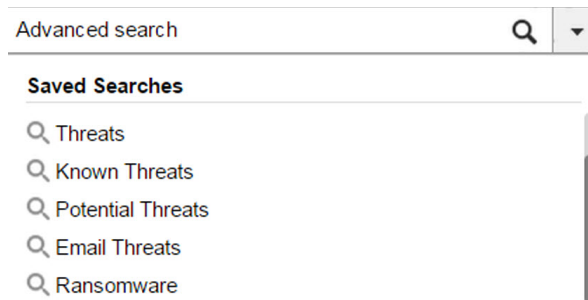 Advanced search
Saved Searches
Threats
Known Threats
Potential Threats
Email Threats
Ransomware